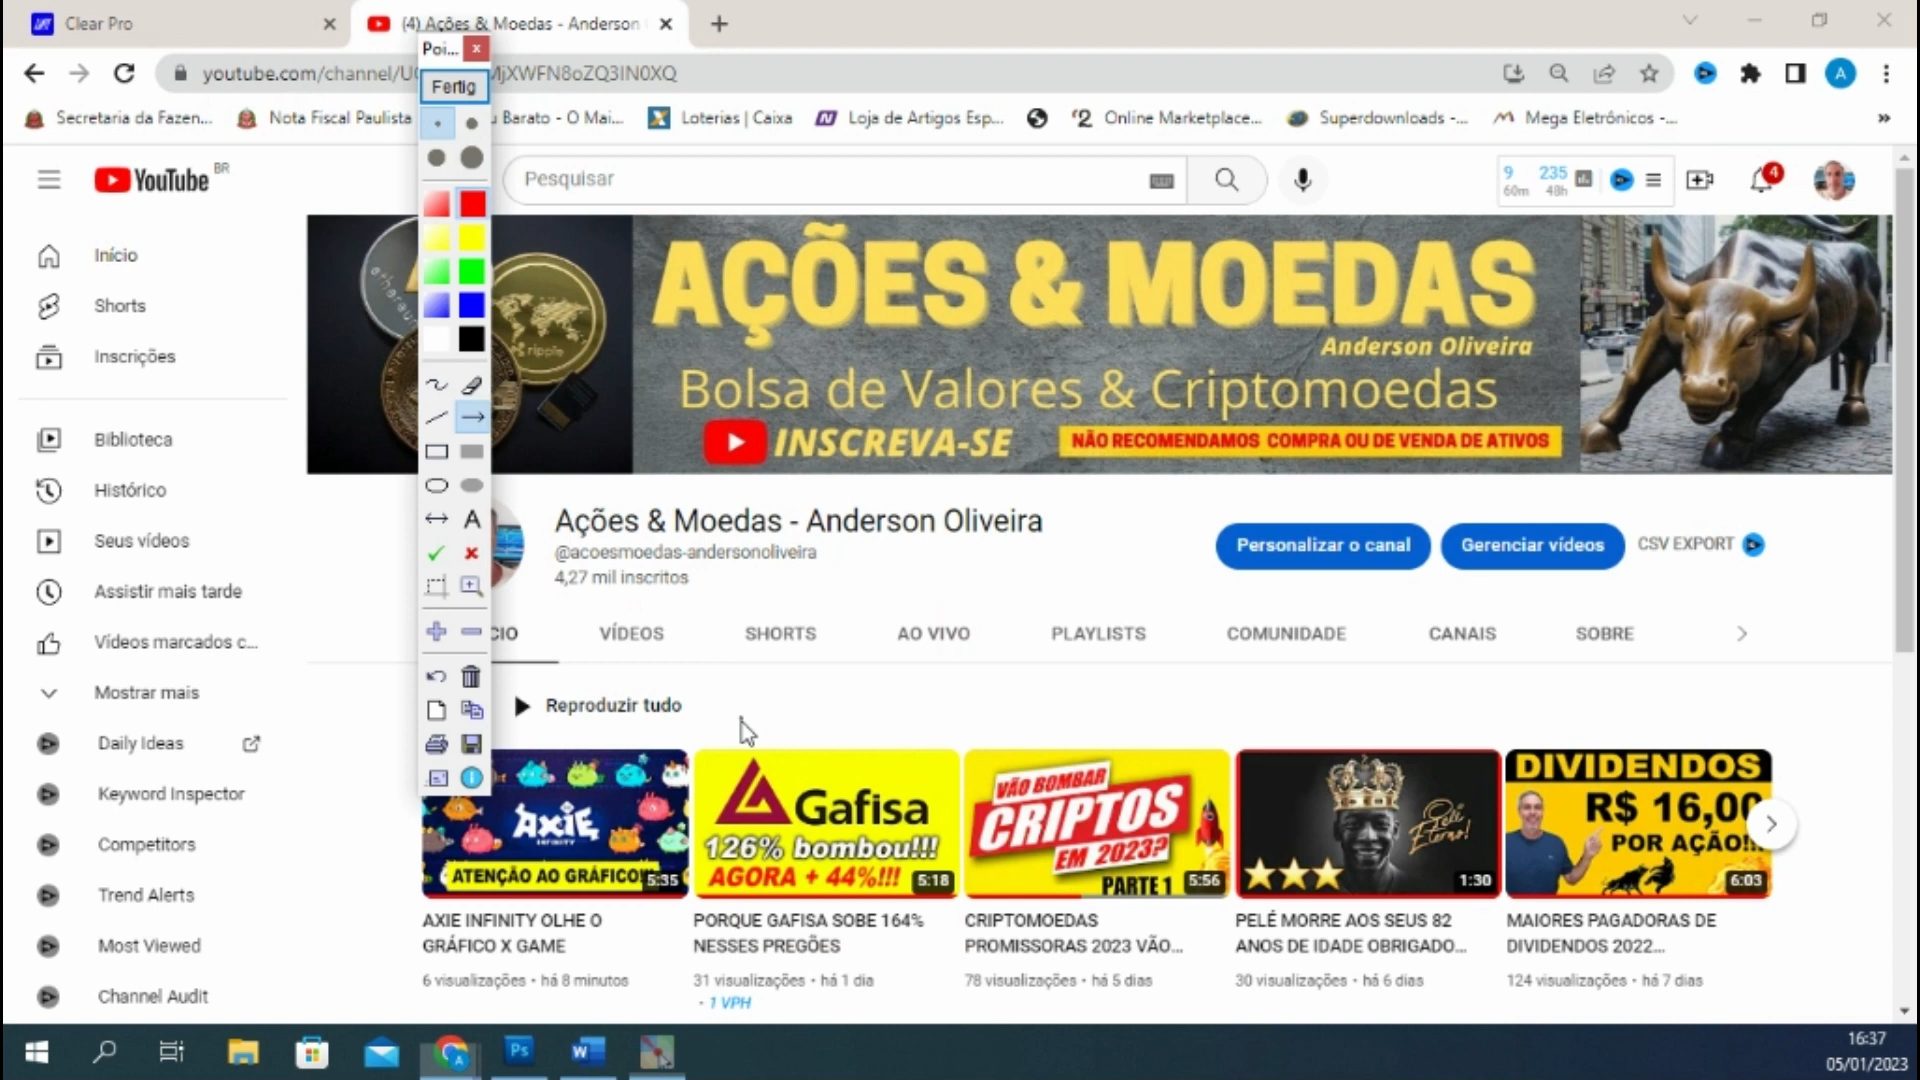 Clear Pro
(4) Ações & Moedas - Anderson
Poi...
youtube.com/channel/U
MjXWFN8oZQ3IN0XQ
Fertig
Secretaria da Fazen...
Nota Fiscal Paulista
u Barato - O Mai...
Loterias | Caixa
Loja de Artigos Esp...
Online Marketplace...
Superdownloads -...
Mega Eletrônicos -...
YouTube BR
Pesquisar
9 60m
235 48h
4
Início
Shorts
Inscrições
Biblioteca
Histórico
Seus vídeos
Assistir mais tarde
Vídeos marcados c...
Mostrar mais
Daily Ideas
Keyword Inspector
Competitors
Trend Alerts
Most Viewed
Channel Audit
ripple
AÇÕES & MOEDAS
Anderson Oliveira
Bolsa de Valores & Criptomoedas
INSCREVA-SE
NÃO RECOMENDAMOS COMPRA OU DE VENDA DE ATIVOS
Ações & Moedas - Anderson Oliveira
@acoesmoedas-andersonoliveira
4,27 mil inscritos
Personalizar o canal
Gerenciar vídeos
CSV EXPORT
A
CIO
VÍDEOS
SHORTS
AO VIVO
PLAYLISTS
COMUNIDADE
CANAIS
SOBRE
Reproduzir tudo
AXIE
INFINITY
ATENÇÃO AO GRÁFICO!!!
5:35
Gafisa
126% bombou!!!
AGORA + 44%!!!
5:18
VÃO BOMBAR
CRIPTOS
EM 2023?
PARTE 1
5:56
Pelé
Eterno!
1:30
DIVIDENDOS
R$ 16,00
POR AÇÃO!!!
6:03
AXIE INFINITY OLHE O
GRÁFICO X GAME
6 visualizações • há 8 minutos
PORQUE GAFISA SOBE 164%
NESSES PREGÕES
31 visualizações • há 1 dia
• 1 VPH
CRIPTOMOEDAS
PROMISSORAS 2023 VÃO...
78 visualizações • há 5 dias
PELÉ MORRE AOS SEUS 82
ANOS DE IDADE OBRIGADO...
30 visualizações • há 6 dias
MAIORES PAGADORAS DE
DIVIDENDOS 2022...
124 visualizações • há 7 dias
Ps
W
16:37
05/01/2023